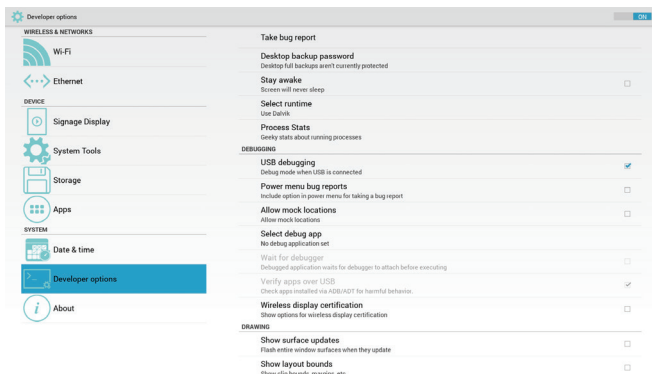 Developer options
ON
WIRELESS & NETWORKS
Wi-Fi
Ethernet
DEVICE
Signage Display
System Tools
Storage
Apps
SYSTEM
Date & time
Developer options
About
Take bug report
Desktop backup password
Desktop full backups aren't currently protected
Stay awake
Screen will never sleep
Select runtime
Use Dalvik
Process Stats
Geeky stats about running processes
DEBUGGING
USB debugging
Debug mode when USB is connected
Power menu bug reports
Include option in power menu for taking a bug report
Allow mock locations
Allow mock locations
Select debug app
No debug application set
Wait for debugger
Debugged application waits for debugger to attach before executing
Verify apps over USB
Check apps installed via ADB/ADT for harmful behavior.
Wireless display certification
Show options for wireless display certification
DRAWING
Show surface updates
Flash entire window surfaces when they update
Show layout bounds
Show clip bounds, margins, etc.